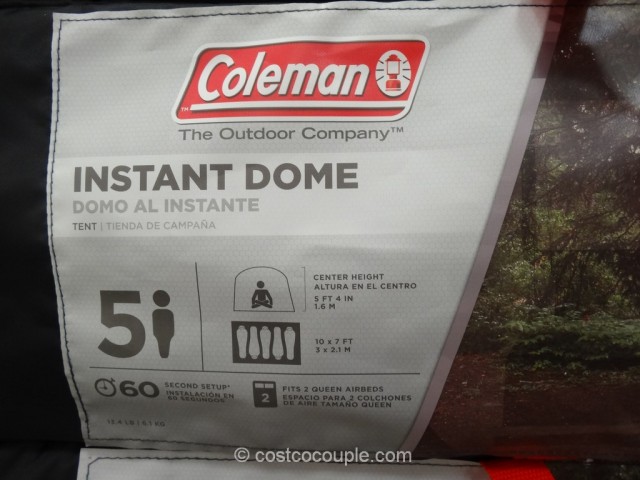 Coleman
The Outdoor Company™
INSTANT DOME
DOMO AL INSTANTE
TENT | TIENDA DE CAMPAÑA
5
CENTER HEIGHT
ALTURA EN EL CENTRO
5 FT 4 IN
1.6 M
10 x 7 FT
3 x 2.1 M
60 SECOND SETUP*
INSTALACIÓN EN
60 SEGUNDOS
2
FITS 2 QUEEN AIRBEDS
ESPACIO PARA 2 COLCHONES
DE AIRE TAMAÑO QUEEN
© costcocouple.com